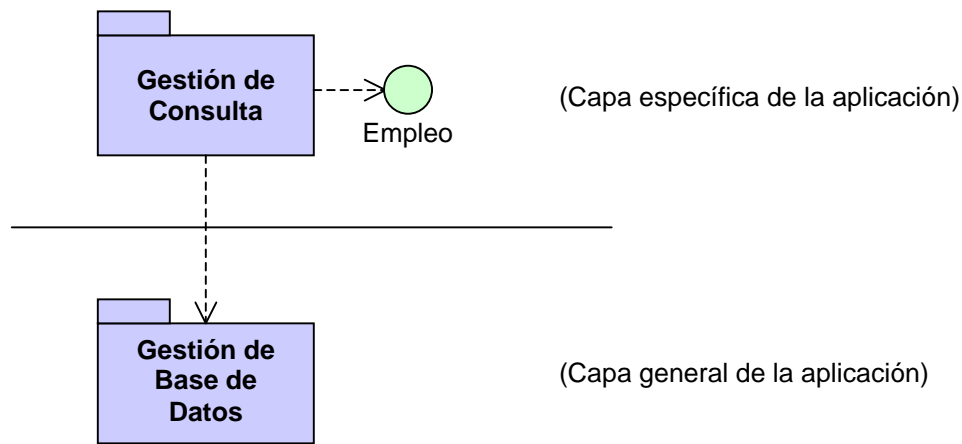 Gestión de
Consulta
Empleo
(Capa específica de la aplicación)
Gestión de
Base de
Datos
(Capa general de la aplicación)